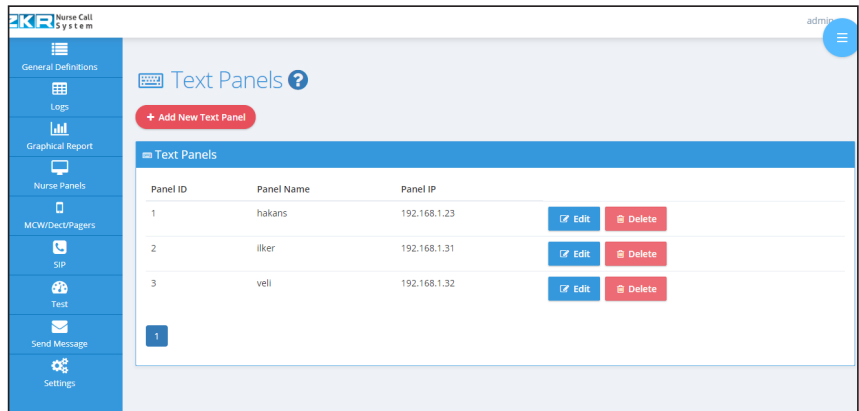 ZKR Nurse Call System
admin
General Definitions
Logs
Graphical Report
Nurse Panels
MCW/Dect/Pagers
SIP
Test
Send Message
Settings
Text Panels ?
+ Add New Text Panel
Text Panels
Panel ID Panel Name Panel IP
1 hakans 192.168.1.23 Edit Delete
2 ilker 192.168.1.31 Edit Delete
3 veli 192.168.1.32 Edit Delete
1